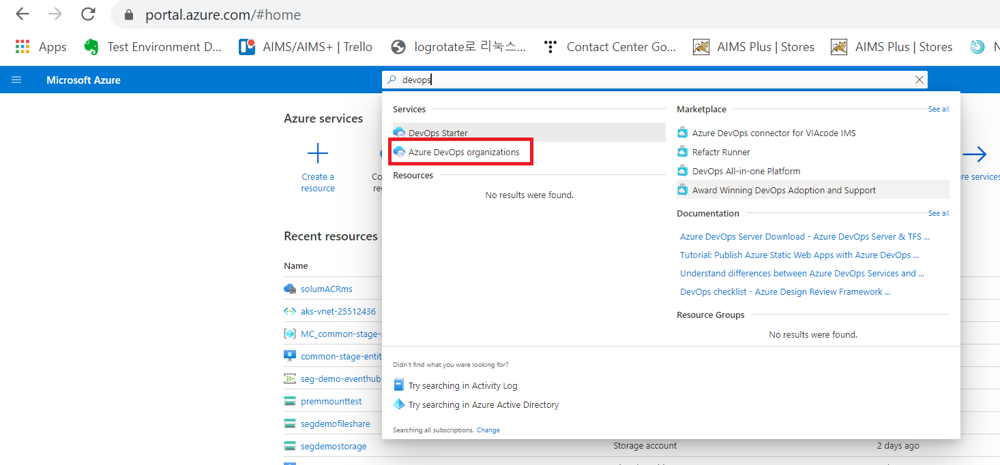 portal.azure.com/#home
Apps
Test Environment D...
AIMS/AIMS+ | Trello
logrotate로 리눅스...
Contact Center Go...
AIMS Plus | Stores
AIMS Plus | Stores
Microsoft Azure
devops
Azure services
Create a
resource
Services
DevOps Starter
Azure DevOps organizations
Resources
No results were found.
Marketplace
See all
Azure DevOps connector for VIAcode IMS
Refactr Runner
DevOps All-in-one Platform
Award Winning DevOps Adoption and Support
Documentation
See all
Azure DevOps Server Download - Azure DevOps Server & TFS ...
Tutorial: Publish Azure Static Web Apps with Azure DevOps ...
Understand differences between Azure DevOps Services and ...
DevOps checklist - Azure Design Review Framework ...
Resource Groups
No results were found.
Didn't find what you were looking for?
Try searching in Activity Log
Try searching in Azure Active Directory
Searching all subscriptions. Change
re services
Recent resources
Name
solumACRms
aks-vnet-25512436
MC_common-stage-
common-stage-entit
seg-demo-eventhub
premmounttest
segdemofileshare
segdemostorage
Storage account
2 days ago